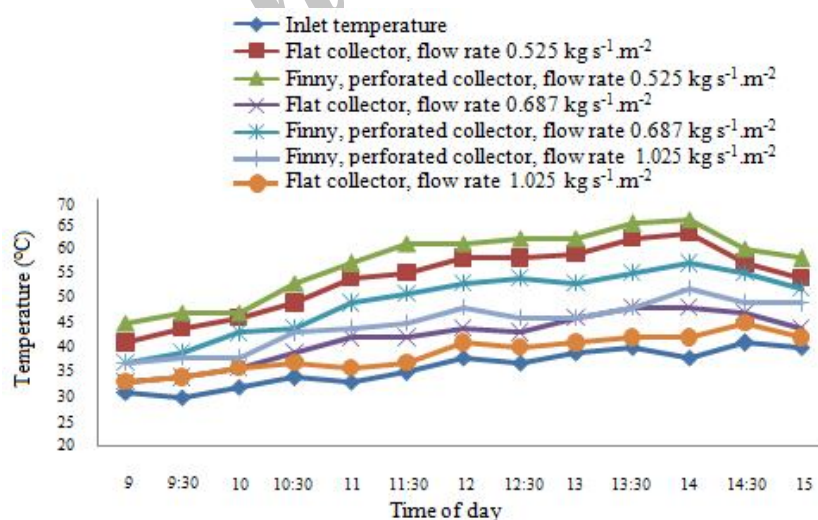 Inlet temperature
Flat collector, flow rate 0.525 kg s⁻¹.m⁻²
Finny, perforated collector, flow rate 0.525 kg s⁻¹.m⁻²
Flat collector, flow rate 0.687 kg s⁻¹.m⁻²
Finny, perforated collector, flow rate 0.687 kg s⁻¹.m⁻²
Finny, perforated collector, flow rate 1.025 kg s⁻¹.m⁻²
Flat collector, flow rate 1.025 kg s⁻¹.m⁻²
Temperature (°C)
70
65
60
55
50
45
40
35
30
25
20
9 9:30 10 10:30 11 11:30 12 12:30 13 13:30 14 14:30 15
Time of day